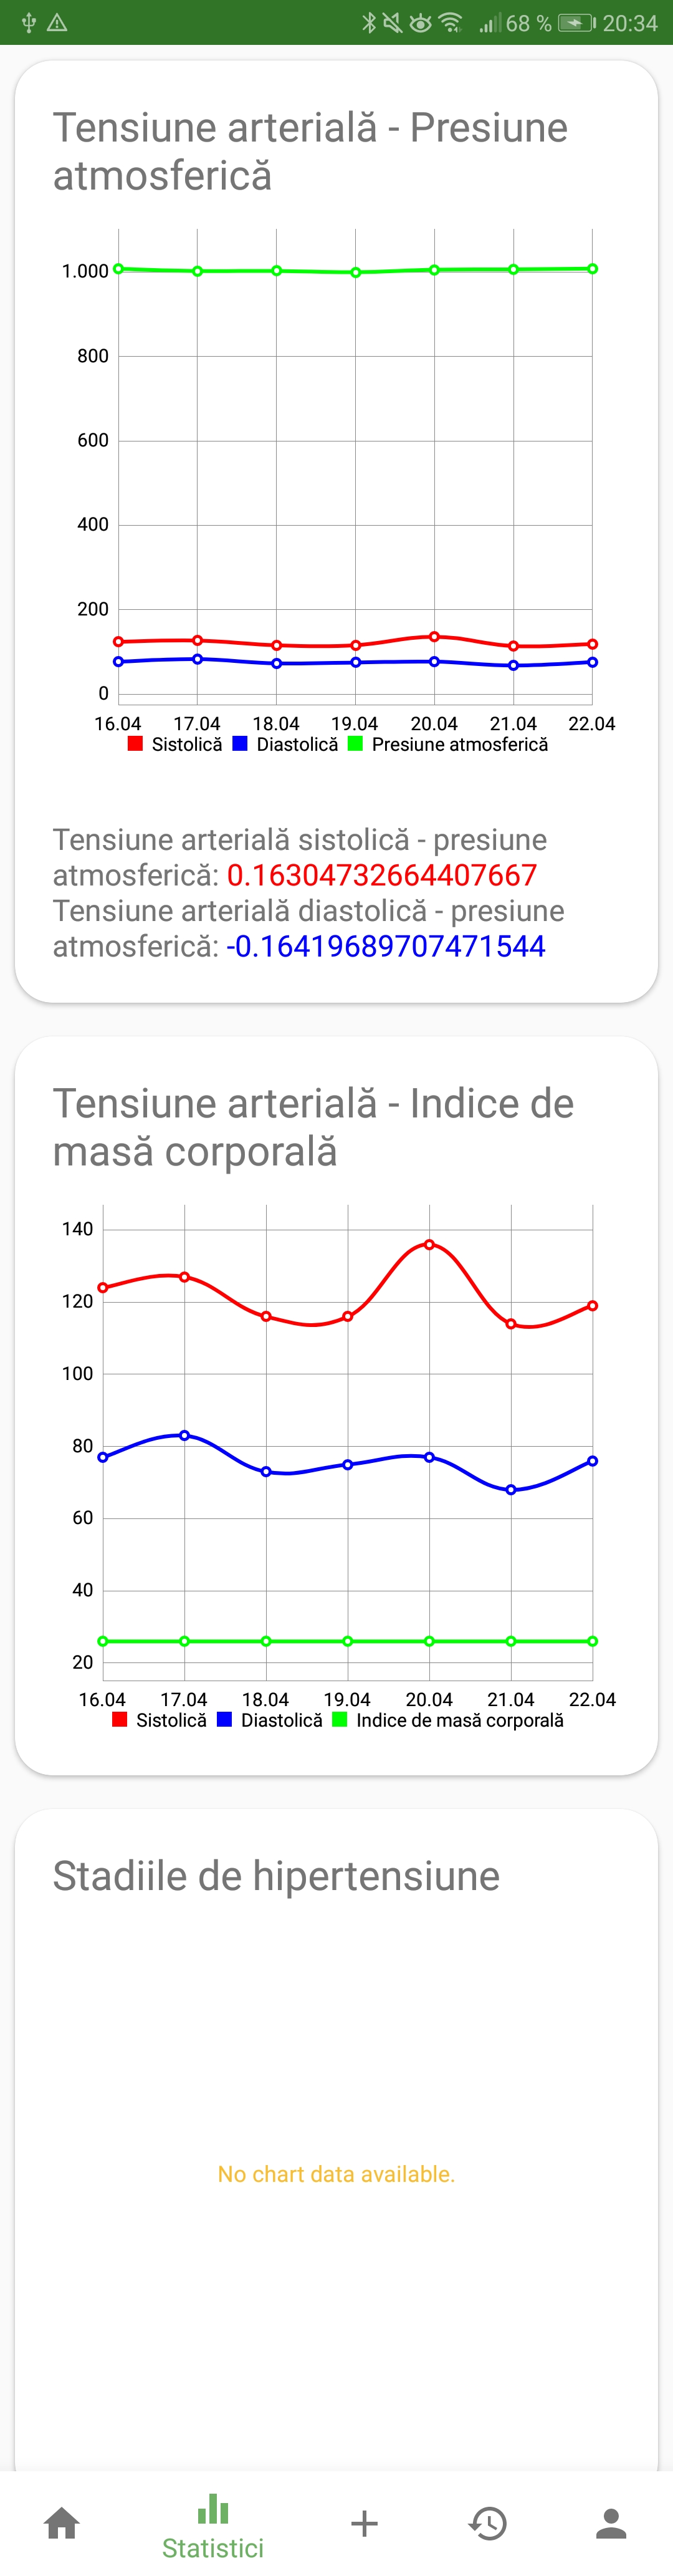 68 % 20:34
Tensiune arterială - Presiune
atmosferică
1.000
800
600
400
200
0
16.04 17.04 18.04 19.04 20.04 21.04 22.04
Sistolică Diastolică Presiune atmosferică
Tensiune arterială sistolică - presiune
atmosferică: 0.16304732664407667
Tensiune arterială diastolică - presiune
atmosferică: -0.16419689707471544
Tensiune arterială - Indice de
masă corporală
140
120
100
80
60
40
20
16.04 17.04 18.04 19.04 20.04 21.04 22.04
Sistolică Diastolică Indice de masă corporală
Stadiile de hipertensiune
No chart data available.
Statistici